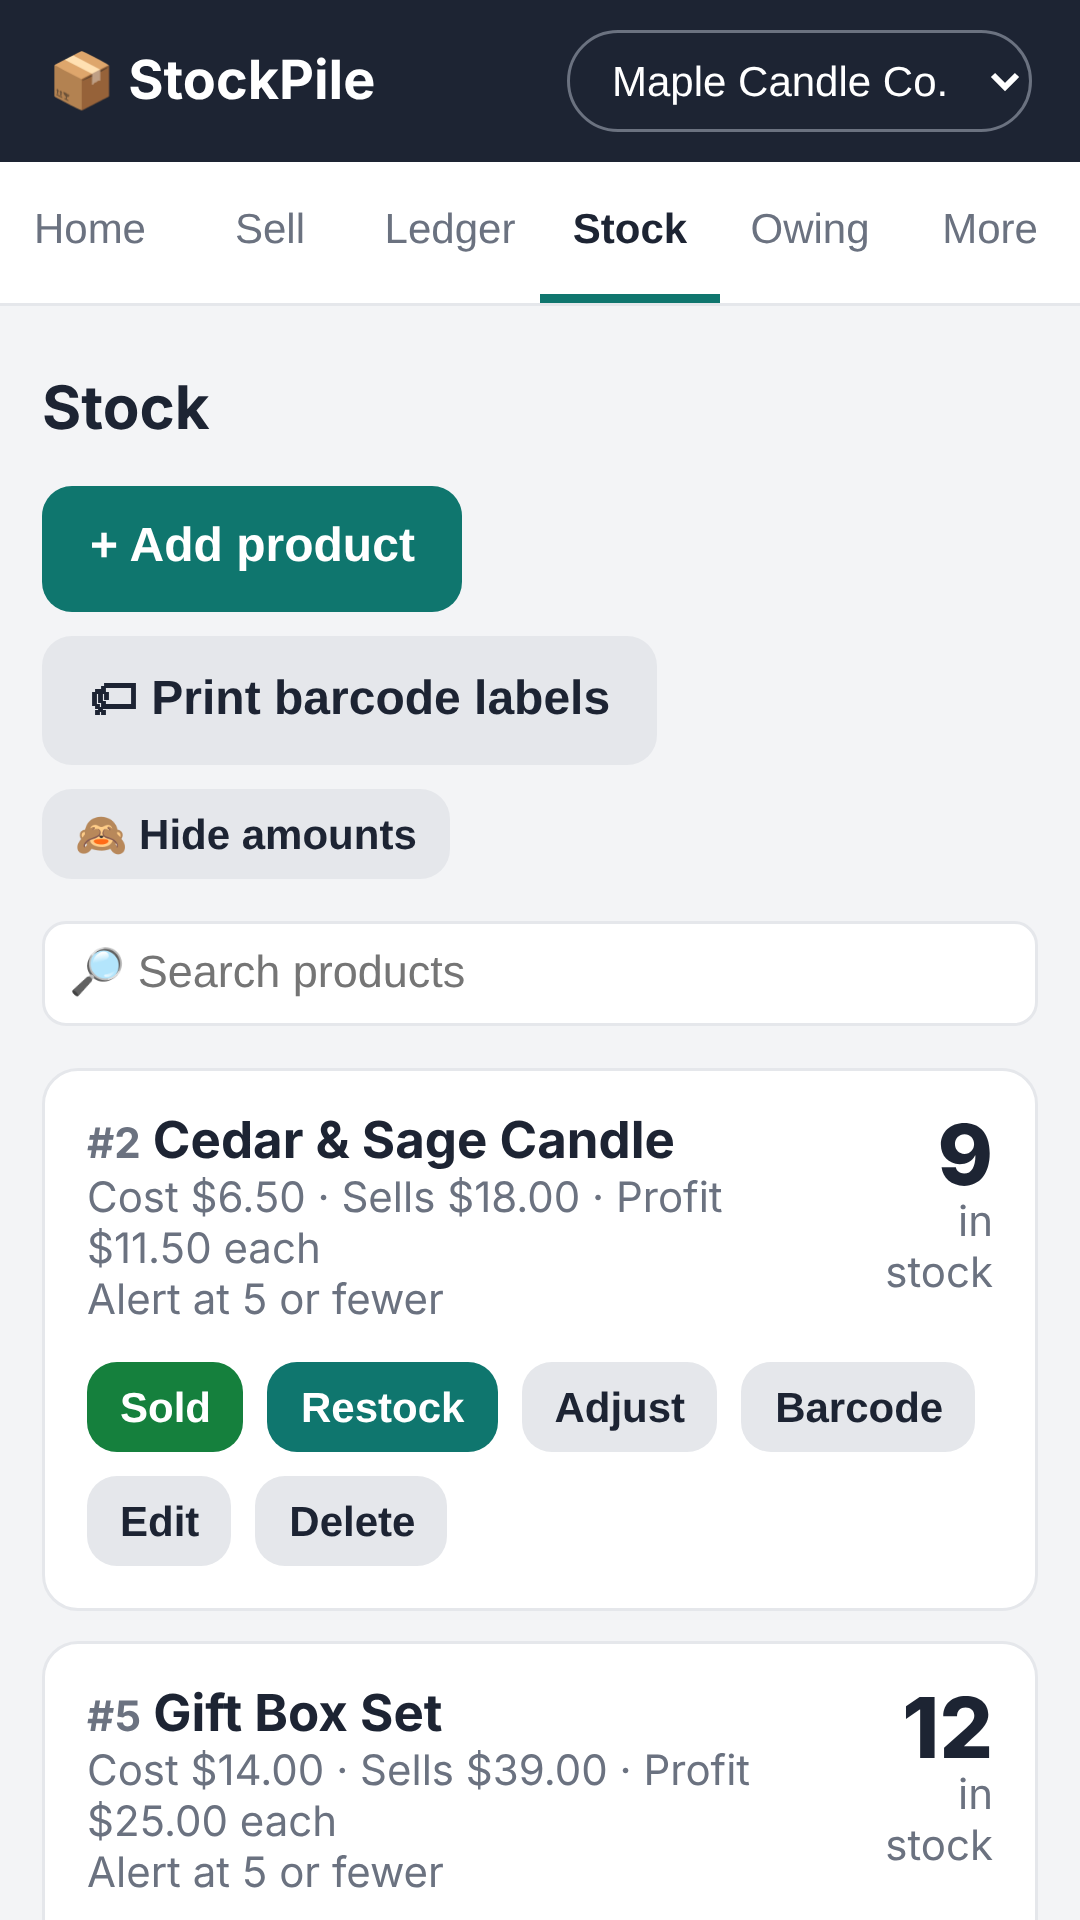 📦 StockPile
Maple Candle Co.
Home Sell Ledger Stock Owing More
Stock
+ Add product
🏷 Print barcode labels
🙈 Hide amounts
🔎 Search products
#2 Cedar & Sage Candle
9
in
stock
Cost $6.50 · Sells $18.00 · Profit
$11.50 each
Alert at 5 or fewer
Sold Restock Adjust Barcode
Edit Delete
#5 Gift Box Set
12
in
stock
Cost $14.00 · Sells $39.00 · Profit
$25.00 each
Alert at 5 or fewer